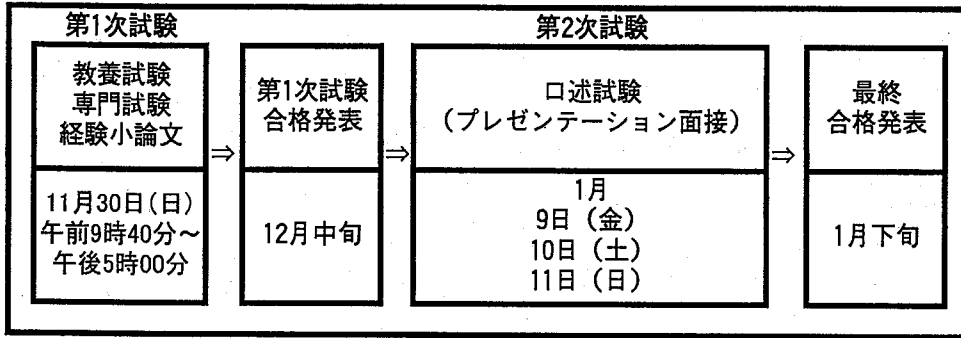 第1次試験
教養試験
専門試験
経験小論文
11月30日(日)
午前9時40分～
午後5時00分
⇒
第1次試験
合格発表
12月中旬
⇒
第2次試験
口述試験
(プレゼンテーション面接)
1月
9日 (金)
10日 (土)
11日 (日)
⇒
最終
合格発表
1月下旬